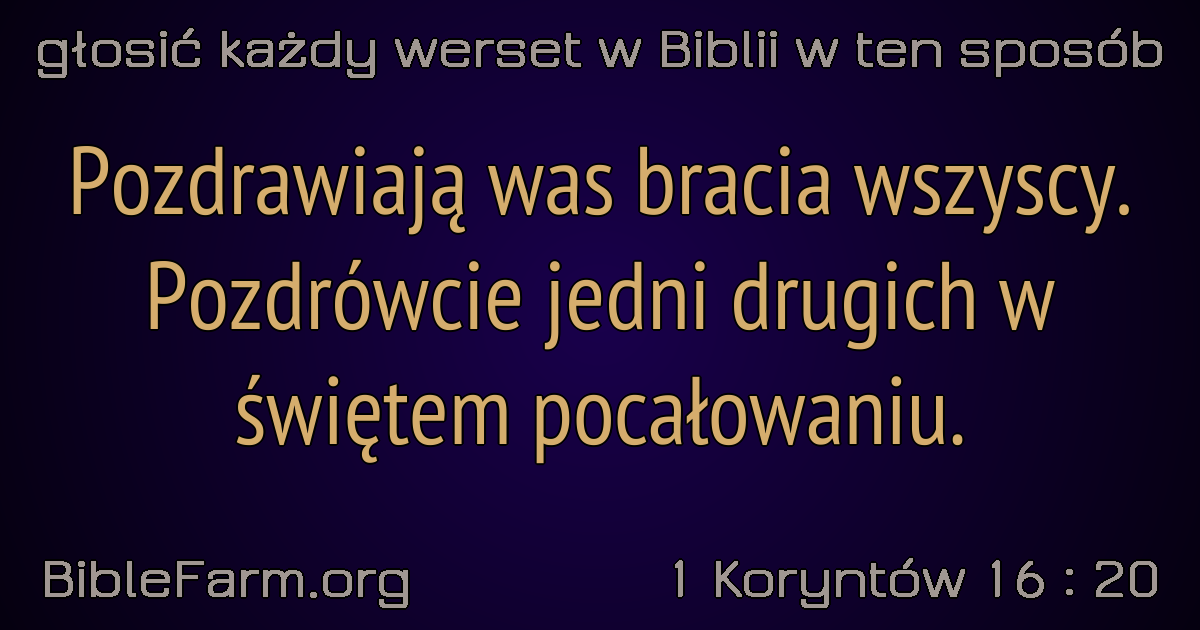 głosić każdy werset w Biblii w ten sposób
Pozdrawiają was bracia wszyscy.
Pozdrówcie jedni drugich w
świętem pocałowaniu.
BibleFarm.org
1 Koryntów 16 : 20